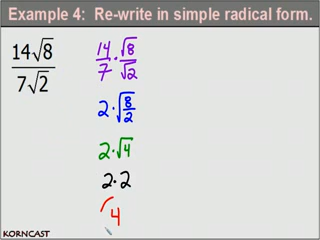 Example 4: Re-write in simple radical form.
14√8 / 7√2
14/7 · √8/√2
2 · √(8/2)
2 · √4
2 · 2
4
KORNCAST